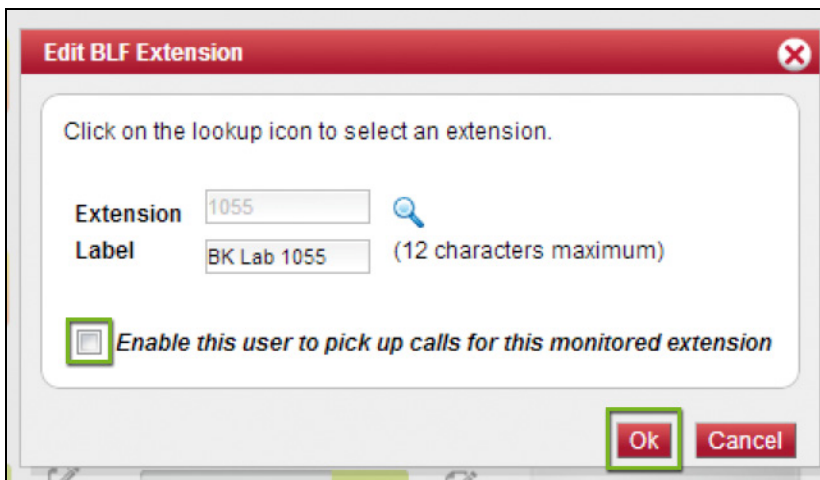 Edit BLF Extension
Click on the lookup icon to select an extension.
Extension 1055
Label BK Lab 1055 (12 characters maximum)
Enable this user to pick up calls for this monitored extension
Ok Cancel